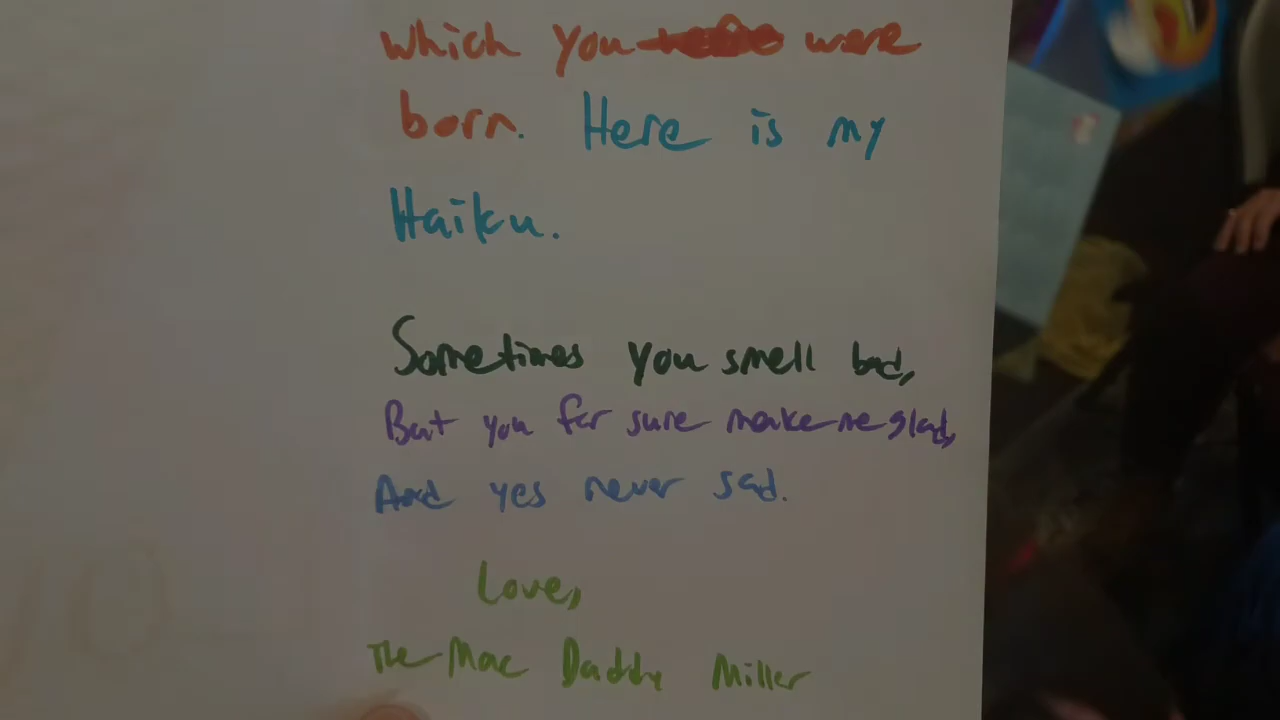 which you were
born. Here is my
Haiku.
Sometimes you smell bad,
But you for sure make me glad,
And yes never sad.
Love,
The Mac Daddy Miller